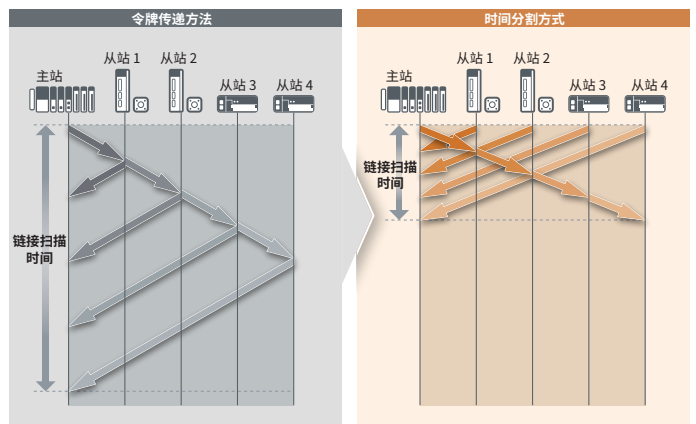 令牌传递方法
主站
从站 1
从站 2
从站 3
从站 4
链接扫描
时间
时间分割方式
主站
从站 1
从站 2
从站 3
从站 4
链接扫描
时间